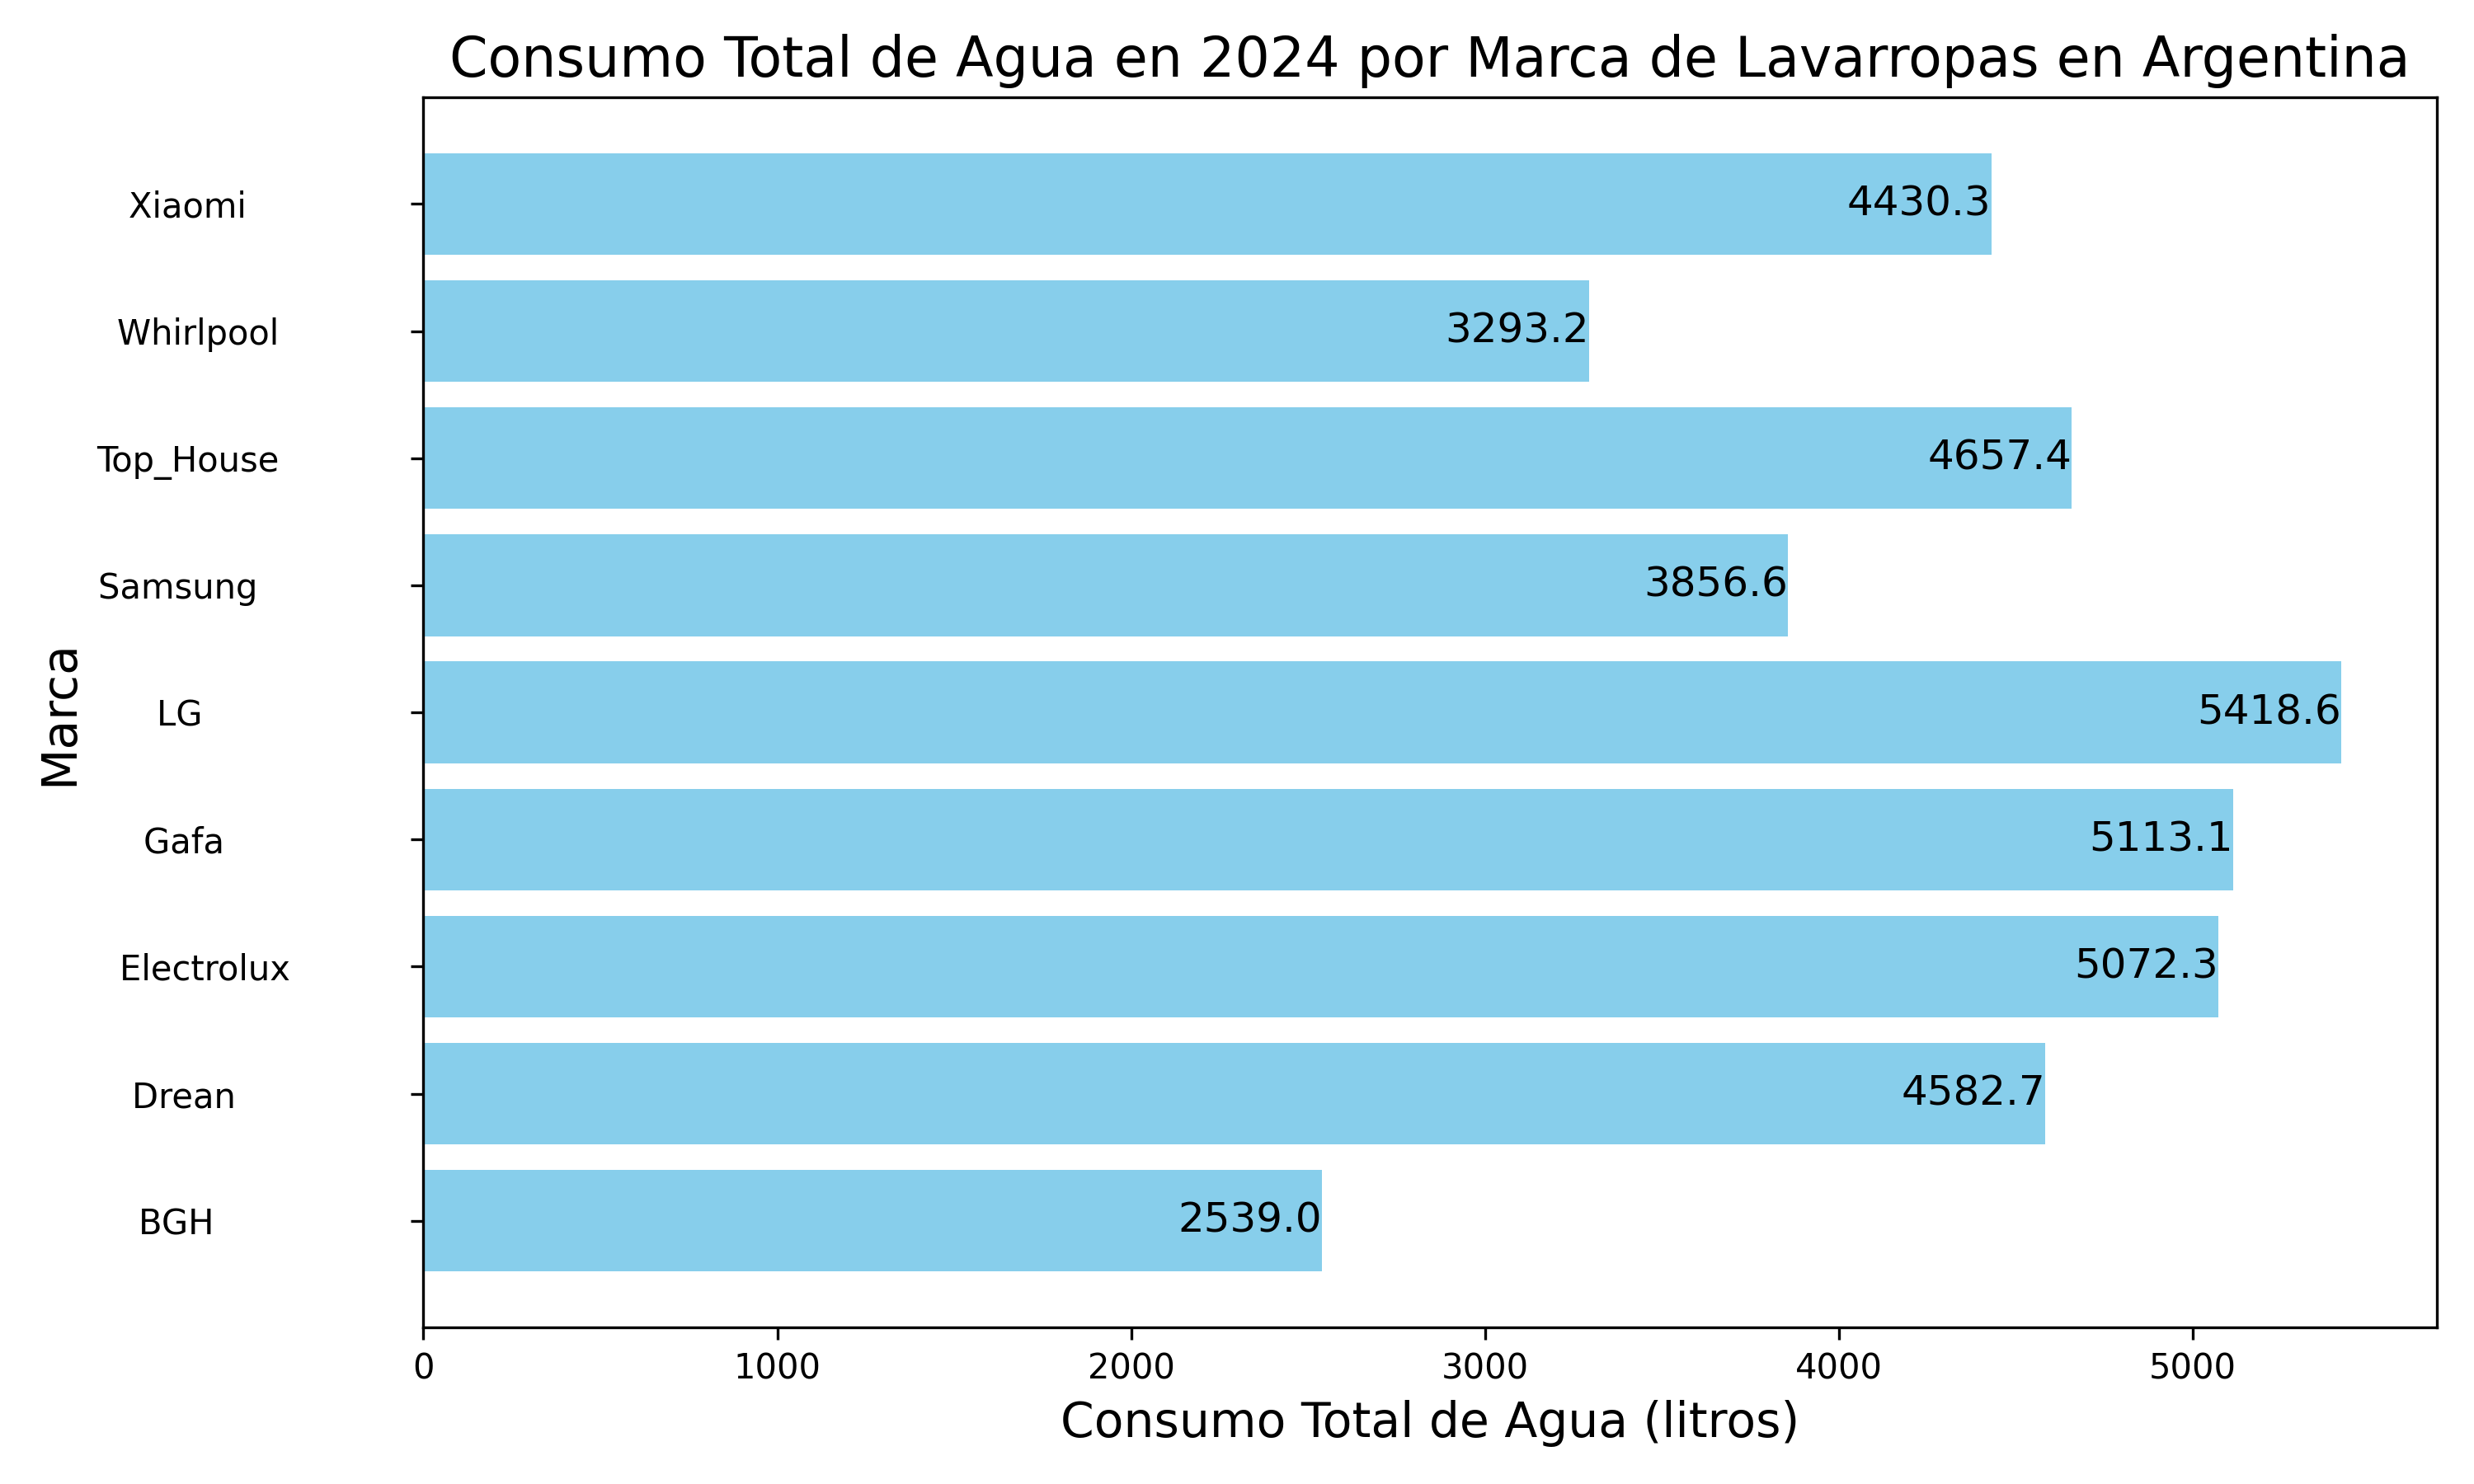 Consumo Total de Agua en 2024 por Marca de Lavarropas en Argentina
Marca
Xiaomi 4430.3
Whirlpool 3293.2
Top_House 4657.4
Samsung 3856.6
LG 5418.6
Gafa 5113.1
Electrolux 5072.3
Drean 4582.7
BGH 2539.0
0 1000 2000 3000 4000 5000
Consumo Total de Agua (litros)